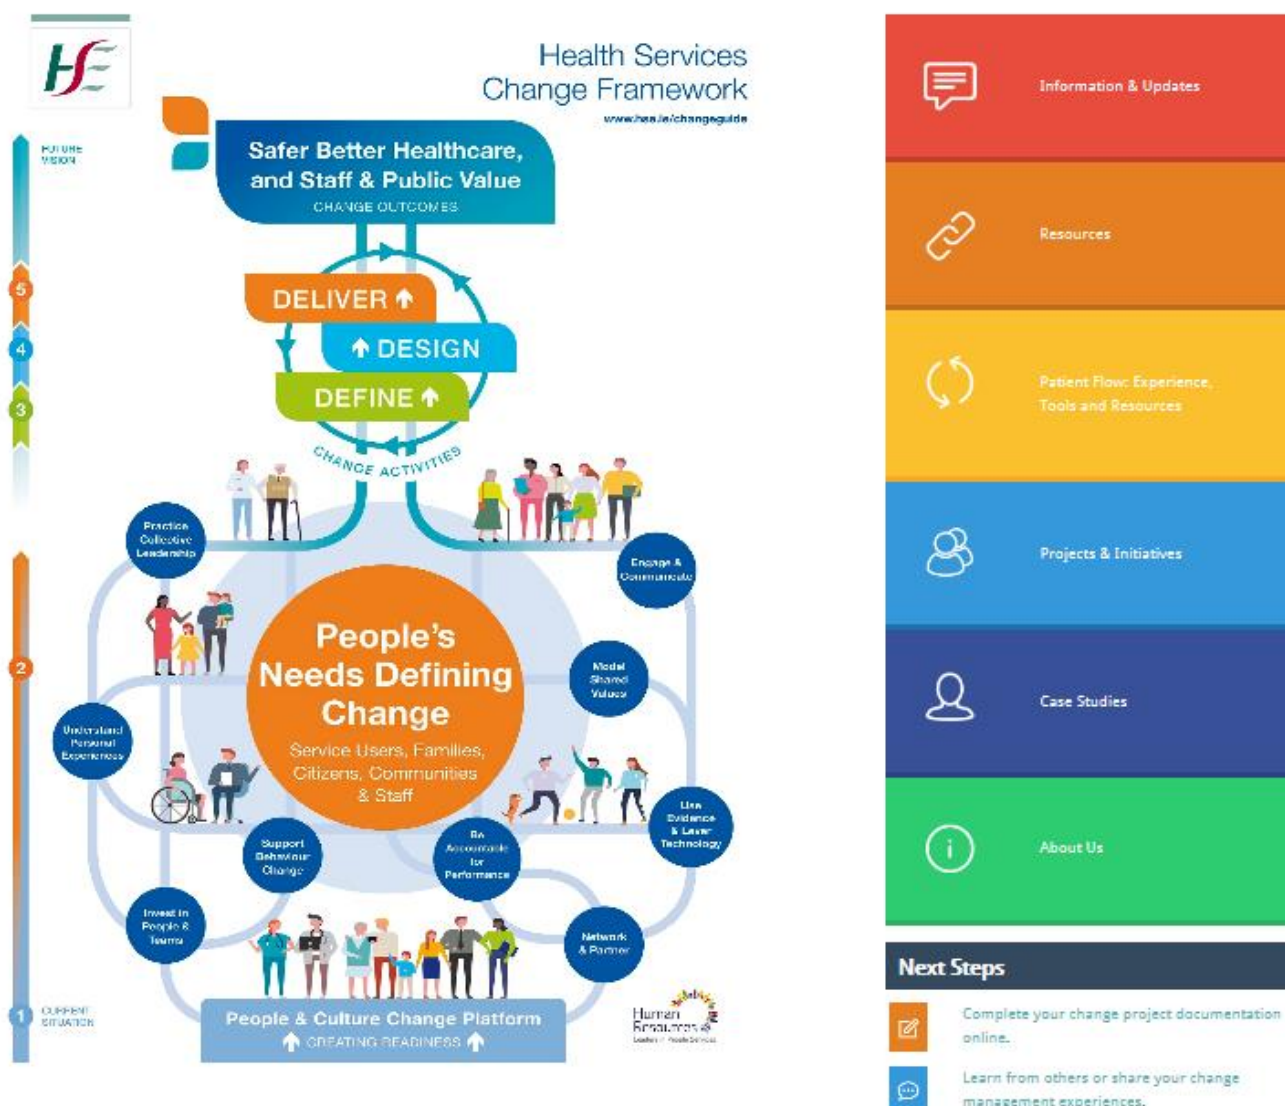 HSE
Health Services
Change Framework
www.hse.ie/changeguide
FUTURE
VISION
Safer Better Healthcare,
and Staff & Public Value
CHANGE OUTCOMES
5
4
3
DELIVER
DESIGN
DEFINE
CHANGE ACTIVITIES
Practice
Collective
Leadership
Engage &
Communicate
2
People's
Needs Defining
Change
Service Users, Families,
Citizens, Communities
& Staff
Model
Shared
Values
Understand
Personal
Experiences
Use
Evidence
& Lever
Technology
Support
Behaviour
Change
Be
Accountable
for
Performance
Invest in
People &
Teams
Network
& Partner
1
CURRENT
SITUATION
People & Culture Change Platform
CREATING READINESS
Human
Resources
Leaders in People Services
Information & Updates
Resources
Patient Flow: Experience,
Tools and Resources
Projects & Initiatives
Case Studies
About Us
Next Steps
Complete your change project documentation
online.
Learn from others or share your change
management experiences.